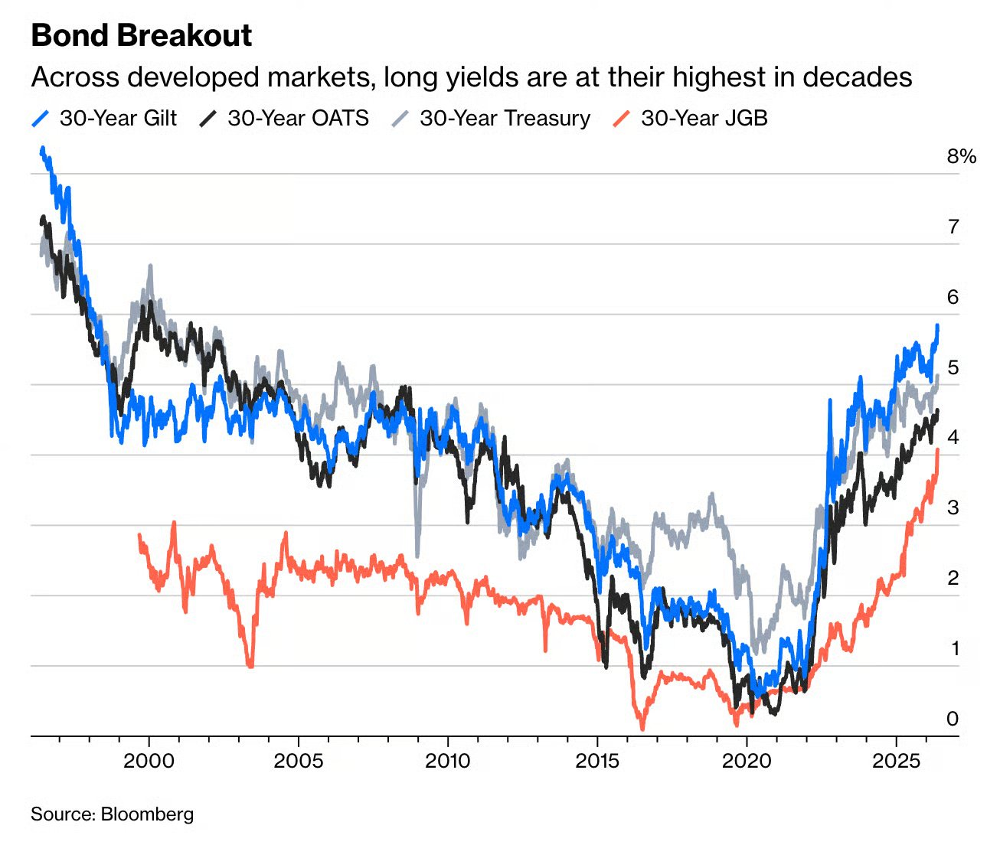 Bond Breakout
Across developed markets, long yields are at their highest in decades
30-Year Gilt 30-Year OATS 30-Year Treasury 30-Year JGB
8%
7
6
5
4
3
2
1
0
2000 2005 2010 2015 2020 2025
Source: Bloomberg